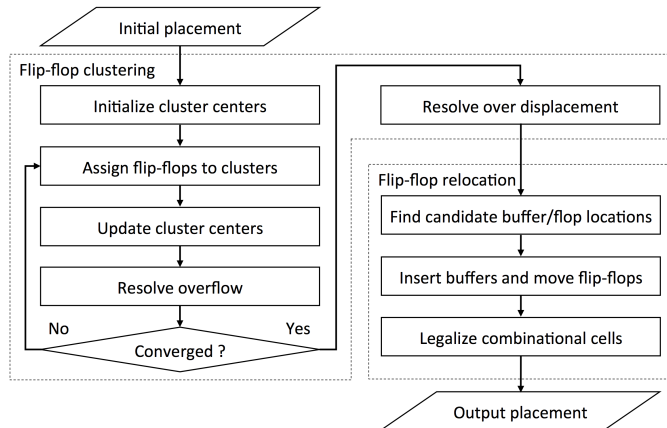 Initial placement
Flip-flop clustering
Initialize cluster centers
Assign flip-flops to clusters
Update cluster centers
Resolve overflow
No
Yes
Converged ?
Resolve over displacement
Flip-flop relocation
Find candidate buffer/flop locations
Insert buffers and move flip-flops
Legalize combinational cells
Output placement